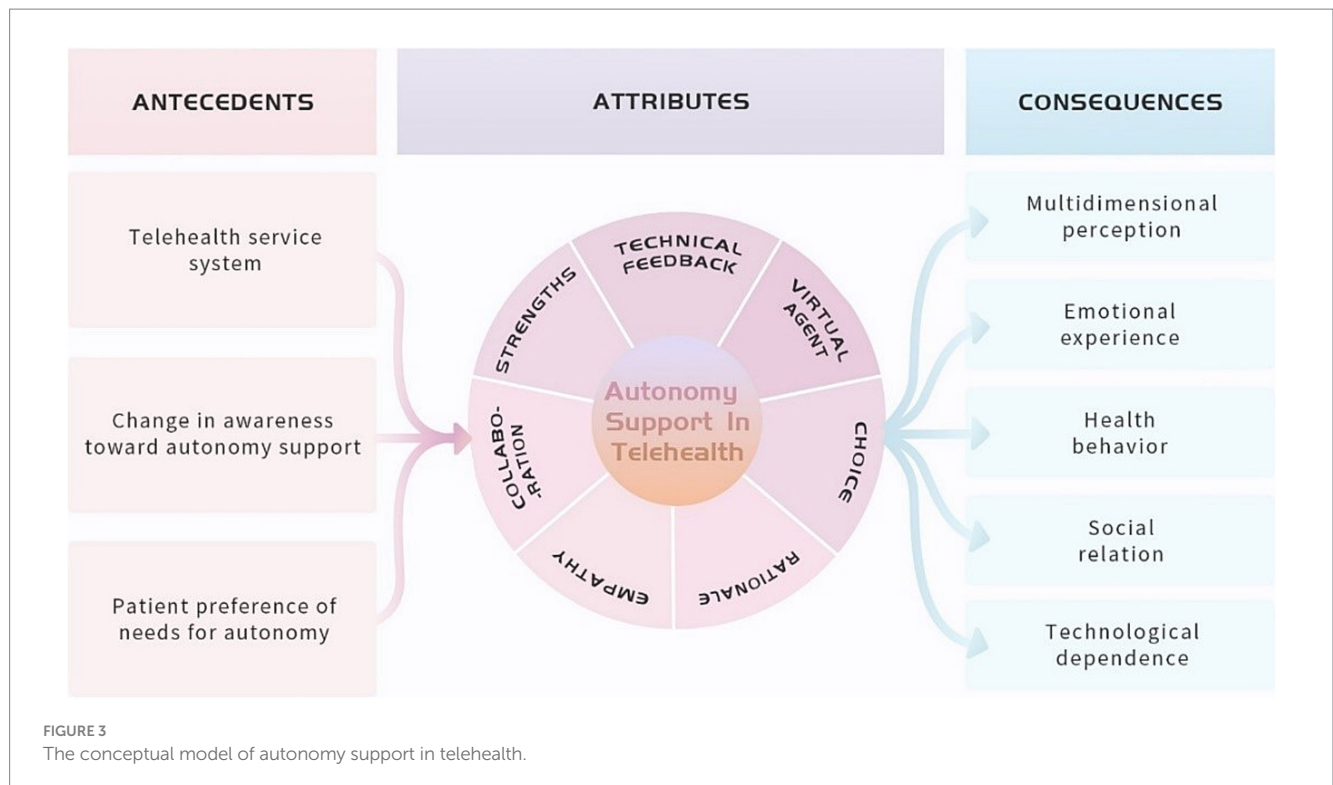 ANTECEDENTS
ATTRIBUTES
CONSEQUENCES
Telehealth service
system
Change in awareness
toward autonomy support
Patient preference of
needs for autonomy
TECHNICAL
FEEDBACK
VIRTUAL
AGENT
CHOICE
RATIONALE
EMPATHY
COLLABO-
-RATION
STRENGTHS
Autonomy
Support In
Telehealth
Multidimensional
perception
Emotional
experience
Health
behavior
Social
relation
Technological
dependence
FIGURE 3
The conceptual model of autonomy support in telehealth.